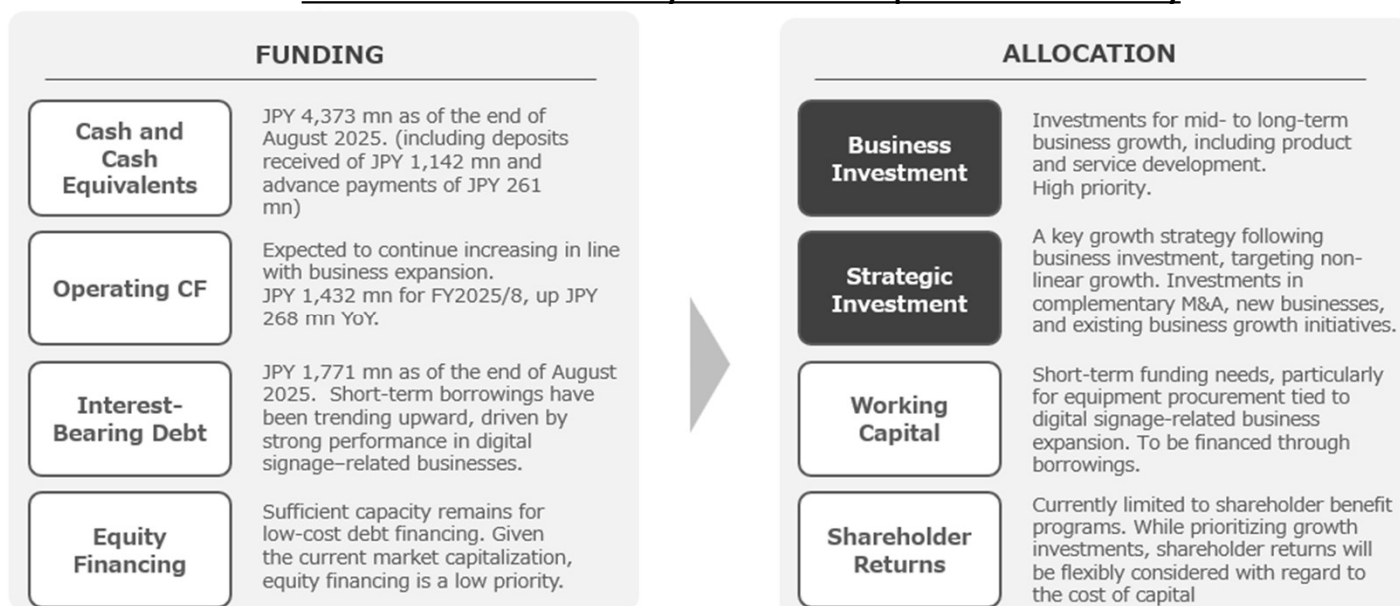 FUNDING
Cash and
Cash
Equivalents
JPY 4,373 mn as of the end of
August 2025. (including deposits
received of JPY 1,142 mn and
advance payments of JPY 261
mn)
Operating CF
Expected to continue increasing in line
with business expansion.
JPY 1,432 mn for FY2025/8, up JPY
268 mn YoY.
Interest-
Bearing Debt
JPY 1,771 mn as of the end of August
2025.  Short-term borrowings have
been trending upward, driven by
strong performance in digital
signage–related businesses.
Equity
Financing
Sufficient capacity remains for
low-cost debt financing. Given
the current market capitalization,
equity financing is a low priority.
ALLOCATION
Business
Investment
Investments for mid- to long-term
business growth, including product
and service development.
High priority.
Strategic
Investment
A key growth strategy following
business investment, targeting non-
linear growth. Investments in
complementary M&A, new businesses,
and existing business growth initiatives.
Working
Capital
Short-term funding needs, particularly
for equipment procurement tied to
digital signage-related business
expansion. To be financed through
borrowings.
Shareholder
Returns
Currently limited to shareholder benefit
programs. While prioritizing growth
investments, shareholder returns will
be flexibly considered with regard to
the cost of capital